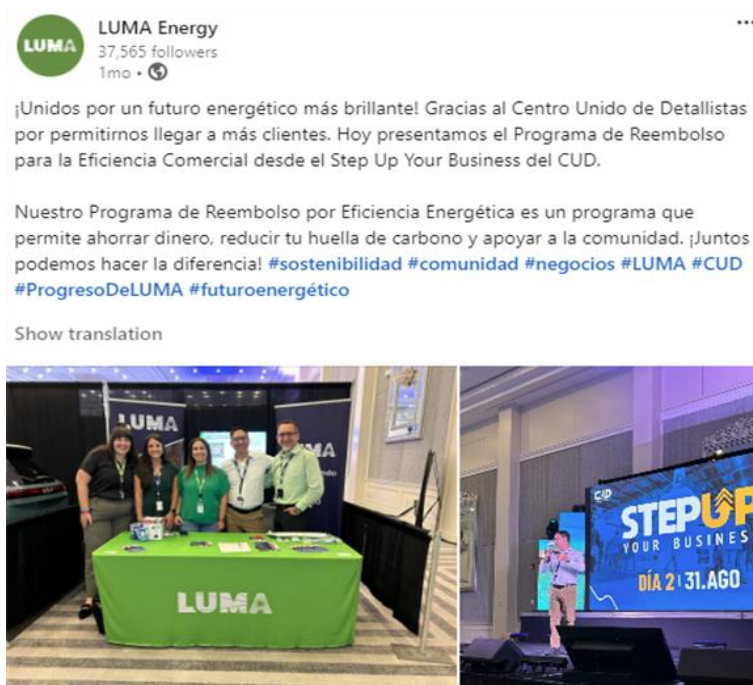 LUMA
LUMA Energy
37,565 followers
1mo •
¡Unidos por un futuro energético más brillante! Gracias al Centro Unido de Detallistas
por permitirnos llegar a más clientes. Hoy presentamos el Programa de Reembolso
para la Eficiencia Comercial desde el Step Up Your Business del CUD.
Nuestro Programa de Reembolso por Eficiencia Energética es un programa que
permite ahorrar dinero, reducir tu huella de carbono y apoyar a la comunidad. ¡Juntos
podemos hacer la diferencia! #sostenibilidad #comunidad #negocios #LUMA #CUD
#ProgresoDeLUMA #futuroenergético
Show translation
LUMA
MA
LUMA
CUD
STEP UP
YOUR BUSINES
DÍA 2 | 31.AGO